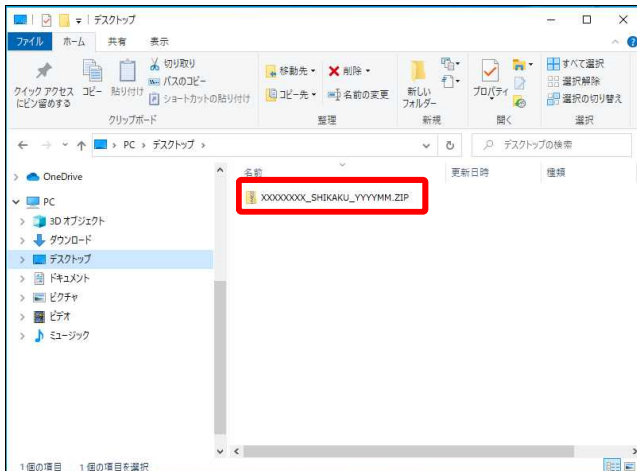 デスクトップ
ファイル ホーム 共有 表示
クイック アクセス
にピン留めする
コピー
貼り付け
切り取り
パスのコピー
ショートカットの貼り付け
クリップボード
移動先
コピー先
削除
名前の変更
整理
新しい
フォルダー
新規
プロパティ
開く
すべて選択
選択解除
選択の切り替え
選択
PC › デスクトップ ›
デスクトップの検索
OneDrive
PC
3D オブジェクト
ダウンロード
デスクトップ
ドキュメント
ピクチャ
ビデオ
ミュージック
名前 更新日時 種類
XXXXXXXX_SHIKAKU_YYYYMM.ZIP
1 個の項目 1 個の項目を選択